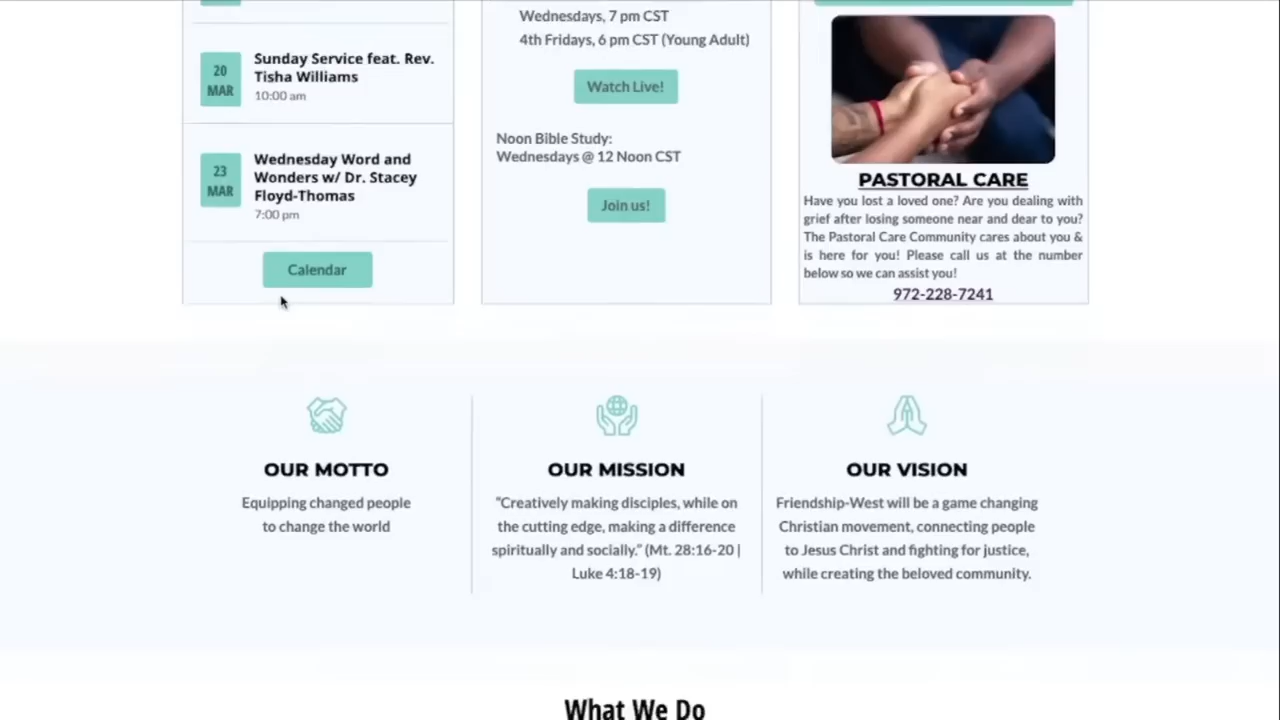 20
MAR
Sunday Service feat. Rev.
Tisha Williams
10:00 am
23
MAR
Wednesday Word and
Wonders w/ Dr. Stacey
Floyd-Thomas
7:00 pm
Calendar
Wednesdays, 7 pm CST
4th Fridays, 6 pm CST (Young Adult)
Watch Live!
Noon Bible Study:
Wednesdays @ 12 Noon CST
Join us!
PASTORAL CARE
Have you lost a loved one? Are you dealing with
grief after losing someone near and dear to you?
The Pastoral Care Community cares about you &
is here for you! Please call us at the number
below so we can assist you!
972-228-7241
OUR MOTTO
Equipping changed people
to change the world
OUR MISSION
“Creatively making disciples, while on
the cutting edge, making a difference
spiritually and socially.” (Mt. 28:16-20 |
Luke 4:18-19)
OUR VISION
Friendship-West will be a game changing
Christian movement, connecting people
to Jesus Christ and fighting for justice,
while creating the beloved community.
What We Do